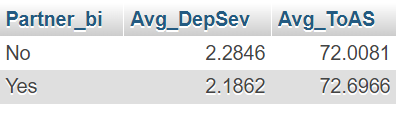 Partner_bi Avg_DepSev Avg_ToAS
No 2.2846 72.0081
Yes 2.1862 72.6966